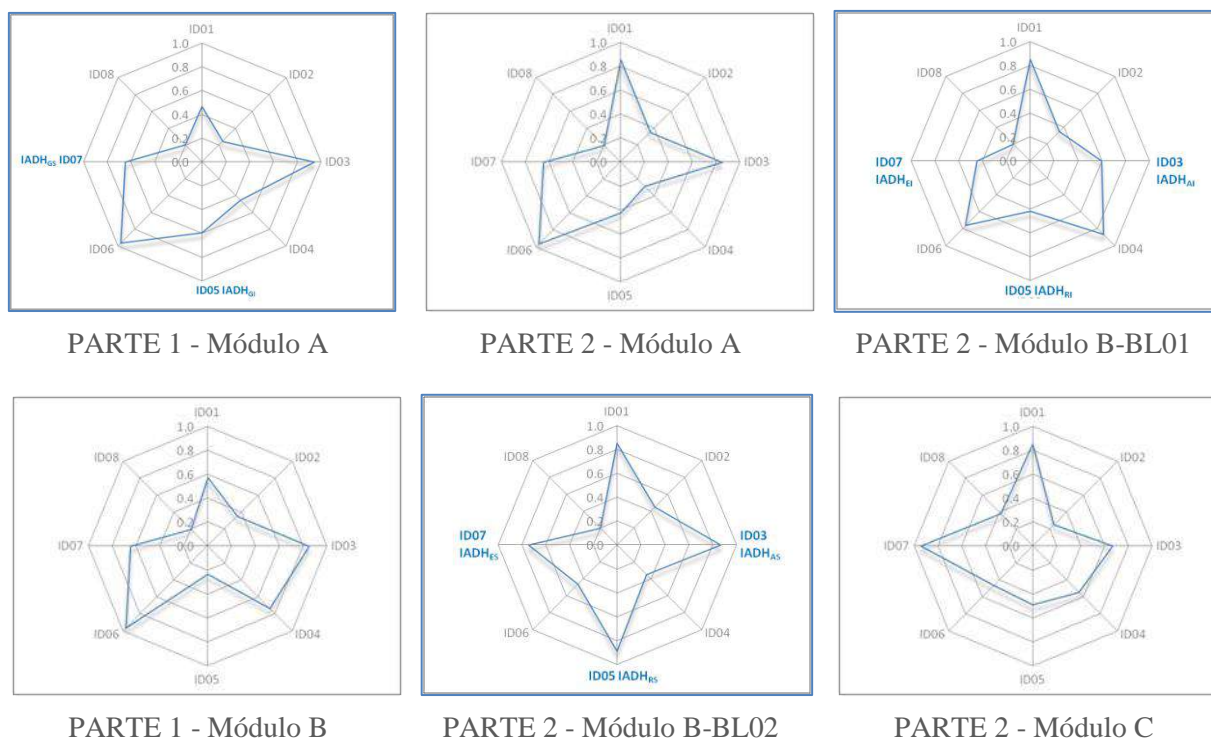 ID01
1.0
ID08 0.8 ID02
0.6
0.4
0.2
IADHGS ID07 0.0 ID03
ID06 ID04
ID05 IADHGI
PARTE 1 - Módulo A
ID01
1.0
ID08 0.8 ID02
0.6
0.4
0.2
ID07 0.0 ID03
ID06 ID04
ID05
PARTE 2 - Módulo A
ID01
1.0
ID08 0.8 ID02
0.6
0.4
0.2
ID07 0.0 ID03
IADHEI IADHAI
ID06 ID04
ID05 IADHRI
PARTE 2 - Módulo B-BL01
ID01
1.0
ID08 0.8 ID02
0.6
0.4
0.2
ID07 0.0 ID03
ID06 ID04
ID05
PARTE 1 - Módulo B
ID01
1.0
ID08 0.8 ID02
0.6
0.4
0.2
ID07 0.0 ID03
IADHES IADHAS
ID06 ID04
ID05 IADHRS
PARTE 2 - Módulo B-BL02
ID01
1.0
ID08 0.8 ID02
0.6
0.4
0.2
ID07 0.0 ID03
ID06 ID04
ID05
PARTE 2 - Módulo C